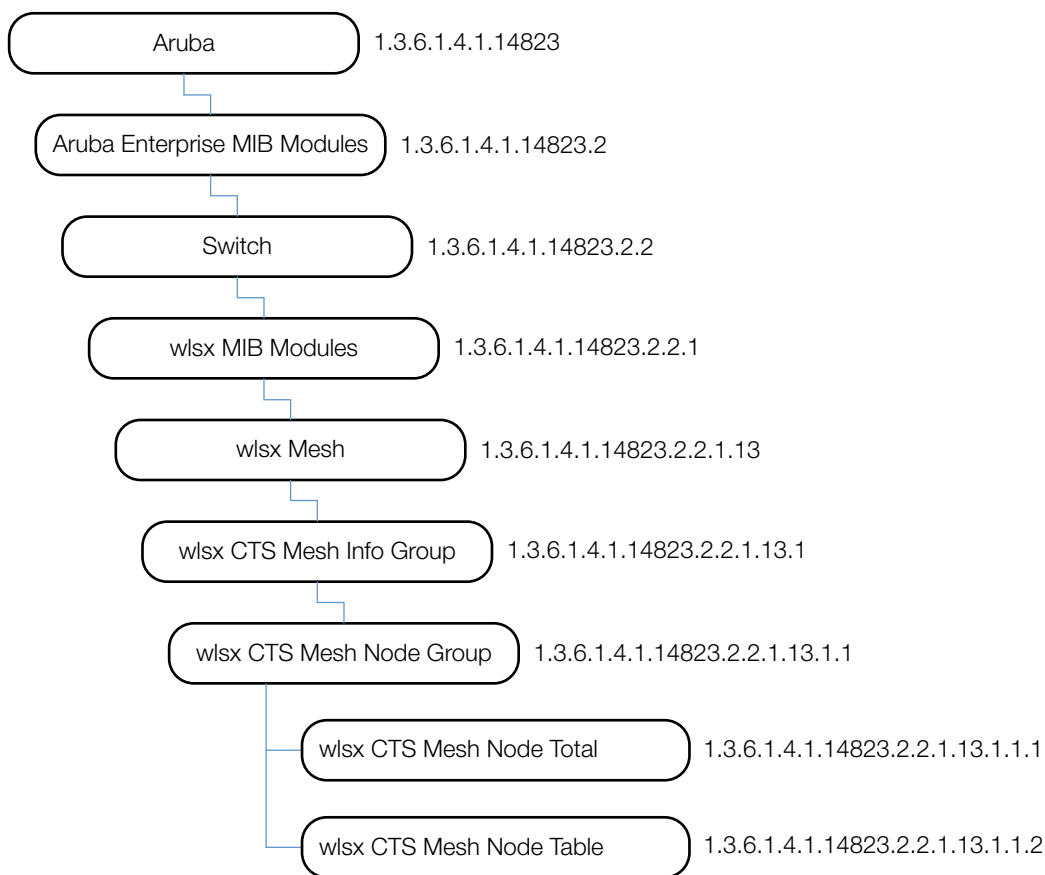 Aruba 1.3.6.1.4.1.14823
Aruba Enterprise MIB Modules 1.3.6.1.4.1.14823.2
Switch 1.3.6.1.4.1.14823.2.2
wlsx MIB Modules 1.3.6.1.4.1.14823.2.2.1
wlsx Mesh 1.3.6.1.4.1.14823.2.2.1.13
wlsx CTS Mesh Info Group 1.3.6.1.4.1.14823.2.2.1.13.1
wlsx CTS Mesh Node Group 1.3.6.1.4.1.14823.2.2.1.13.1.1
wlsx CTS Mesh Node Total 1.3.6.1.4.1.14823.2.2.1.13.1.1.1
wlsx CTS Mesh Node Table 1.3.6.1.4.1.14823.2.2.1.13.1.1.2